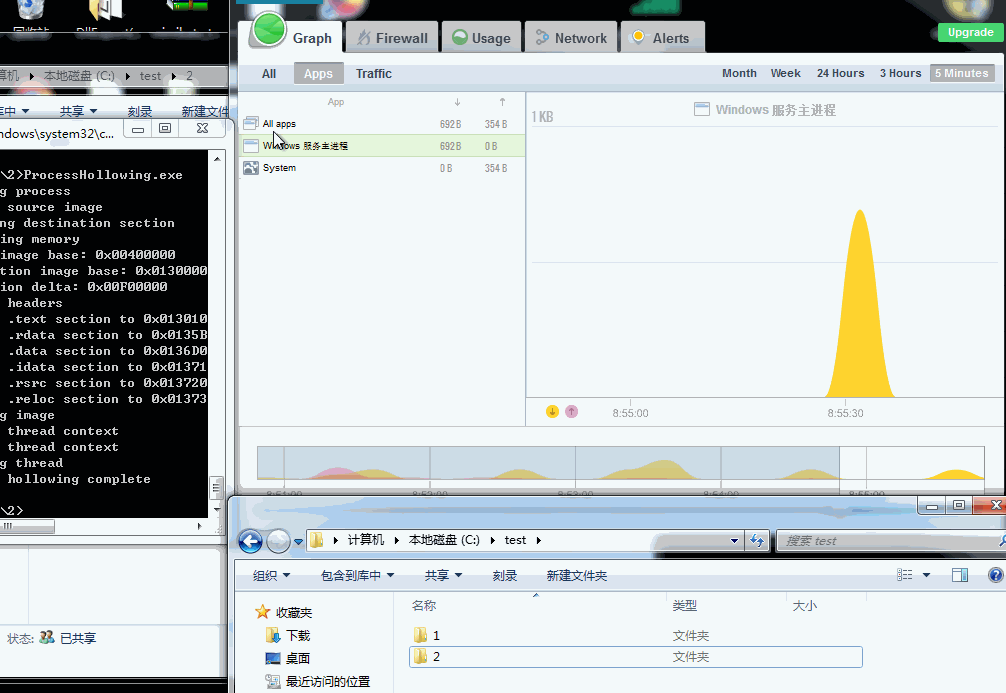 Graph
Firewall
Usage
Network
Alerts
Upgrade
All
Apps
Traffic
Month
Week
24 Hours
3 Hours
5 Minutes
App
All apps
692 B
354 B
Windows 服务主进程
692 B
0 B
System
0 B
354 B
1 KB
Windows 服务主进程
8:55:00
8:55:30
8:51:00
8:52:00
8:53:00
8:54:00
8:55:00
算机
本地磁盘 (C:)
test
2
库中
共享
刻录
新建文件
ndows\system32\c...
\2>ProcessHollowing.exe
g process
source image
ng destination section
ing memory
image base: 0x00400000
tion image base: 0x0130000
ion delta: 0x00F00000
headers
.text section to 0x013010
.rdata section to 0x0135B
.data section to 0x0136D0
.idata section to 0x01371
.rsrc section to 0x013720
.reloc section to 0x01373
g image
thread context
thread context
g thread
hollowing complete
\2>
状态:
已共享
计算机
本地磁盘 (C:)
test
搜索 test
组织
包含到库中
共享
刻录
新建文件夹
收藏夹
下载
桌面
最近访问的位置
名称
类型
大小
1
文件夹
2
文件夹